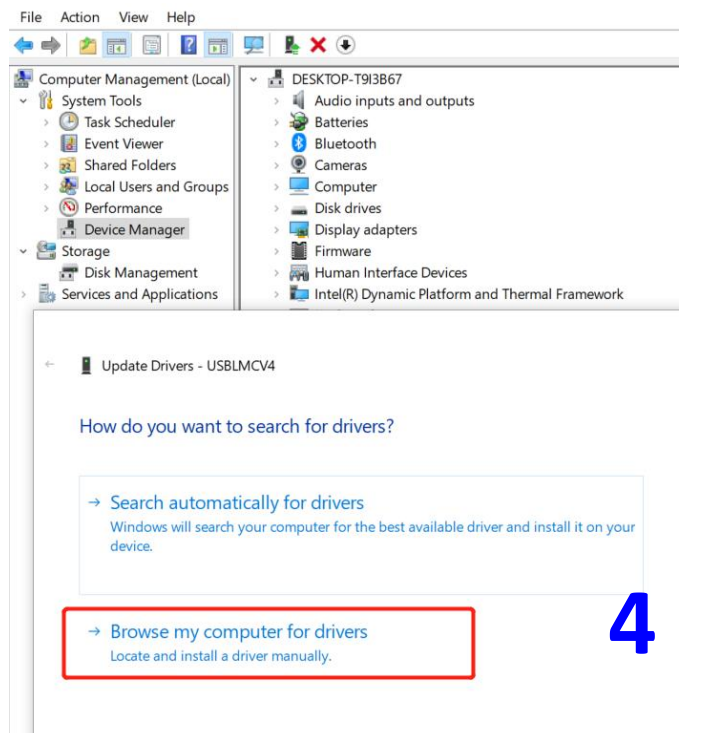 File Action View Help
Computer Management (Local)
System Tools
Task Scheduler
Event Viewer
Shared Folders
Local Users and Groups
Performance
Device Manager
Storage
Disk Management
Services and Applications
DESKTOP-T9I3B67
Audio inputs and outputs
Batteries
Bluetooth
Cameras
Computer
Disk drives
Display adapters
Firmware
Human Interface Devices
Intel(R) Dynamic Platform and Thermal Framework
Update Drivers - USBLMCV4
How do you want to search for drivers?
Search automatically for drivers
Windows will search your computer for the best available driver and install it on your
device.
Browse my computer for drivers
Locate and install a driver manually.
4